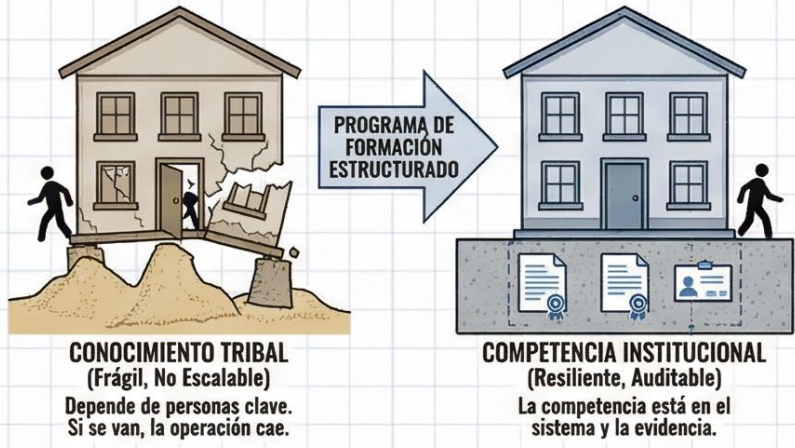 PROGRAMA DE
FORMACIÓN
ESTRUCTURADO
CONOCIMIENTO TRIBAL
(Frágil, No Escalable)
Depende de personas clave.
Si se van, la operación cae.
COMPETENCIA INSTITUCIONAL
(Resiliente, Auditable)
La competencia está en el
sistema y la evidencia.